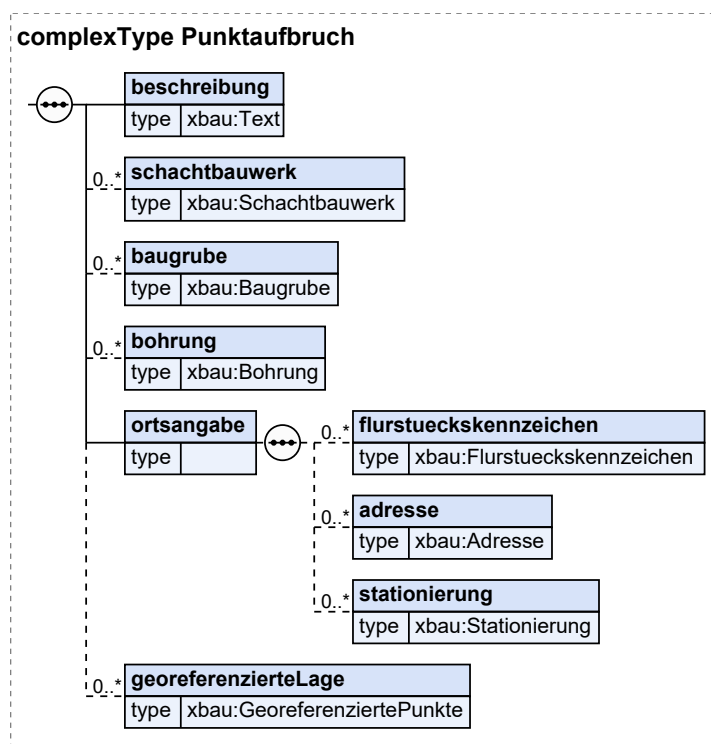 complexType Punktaufbruch
beschreibung
type xbau:Text
0..* schachtbauwerk
type xbau:Schachtbauwerk
0..* baugrube
type xbau:Baugrube
0..* bohrung
type xbau:Bohrung
ortsangabe
type
0..* flurstueckskennzeichen
type xbau:Flurstueckskennzeichen
0..* adresse
type xbau:Adresse
0..* stationierung
type xbau:Stationierung
0..* georeferenzierteLage
type xbau:GeoreferenziertePunkte